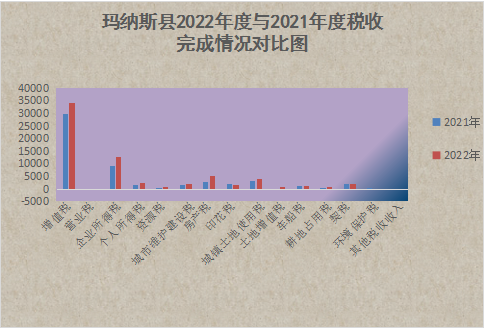 玛纳斯县2022年度与2021年度税收
完成情况对比图
40000
35000
30000
25000
20000
15000
10000
5000
0
-5000
增值税
营业税
企业所得税
个人所得税
资源税
城市维护建设税
房产税
印花税
城镇土地使用税
土地增值税
车船税
耕地占用税
契税
环境保护税
其他税收收入
2021年
2022年